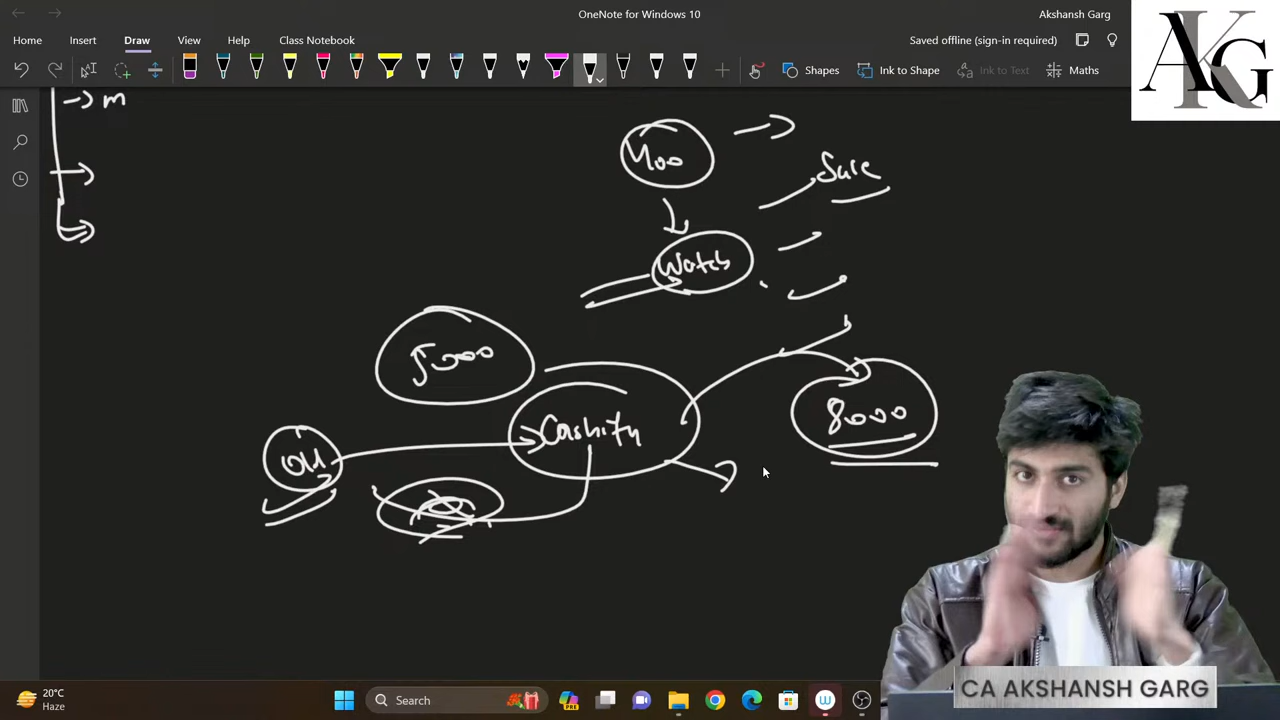 OneNote for Windows 10
Akshansh Garg
Home Insert Draw View Help Class Notebook
Saved offline (sign-in required)
Shapes
Ink to Shape
Ink to Text
Maths
AKG
→ m
400
Sale
Watch
5000
Cashify
8000
old
CA AKSHANSH GARG
20°C
Haze
Search